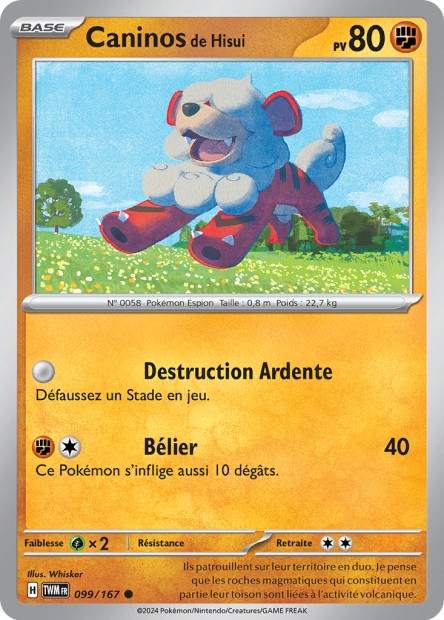 BASE
Caninos de Hisui
PV 80
N° 0058 Pokémon Espion Taille : 0,8 m Poids : 22,7 kg
Destruction Ardente
Défaussez un Stade en jeu.
Bélier 40
Ce Pokémon s'inflige aussi 10 dégâts.
Faiblesse ×2 Résistance Retraite
Illus. Whisker
H TWM FR 099/167
Ils patrouillent sur leur territoire en duo. Je pense
que les roches magmatiques qui constituent en
partie leur toison sont liées à l'activité volcanique.
©2024 Pokémon/Nintendo/Creatures/GAME FREAK